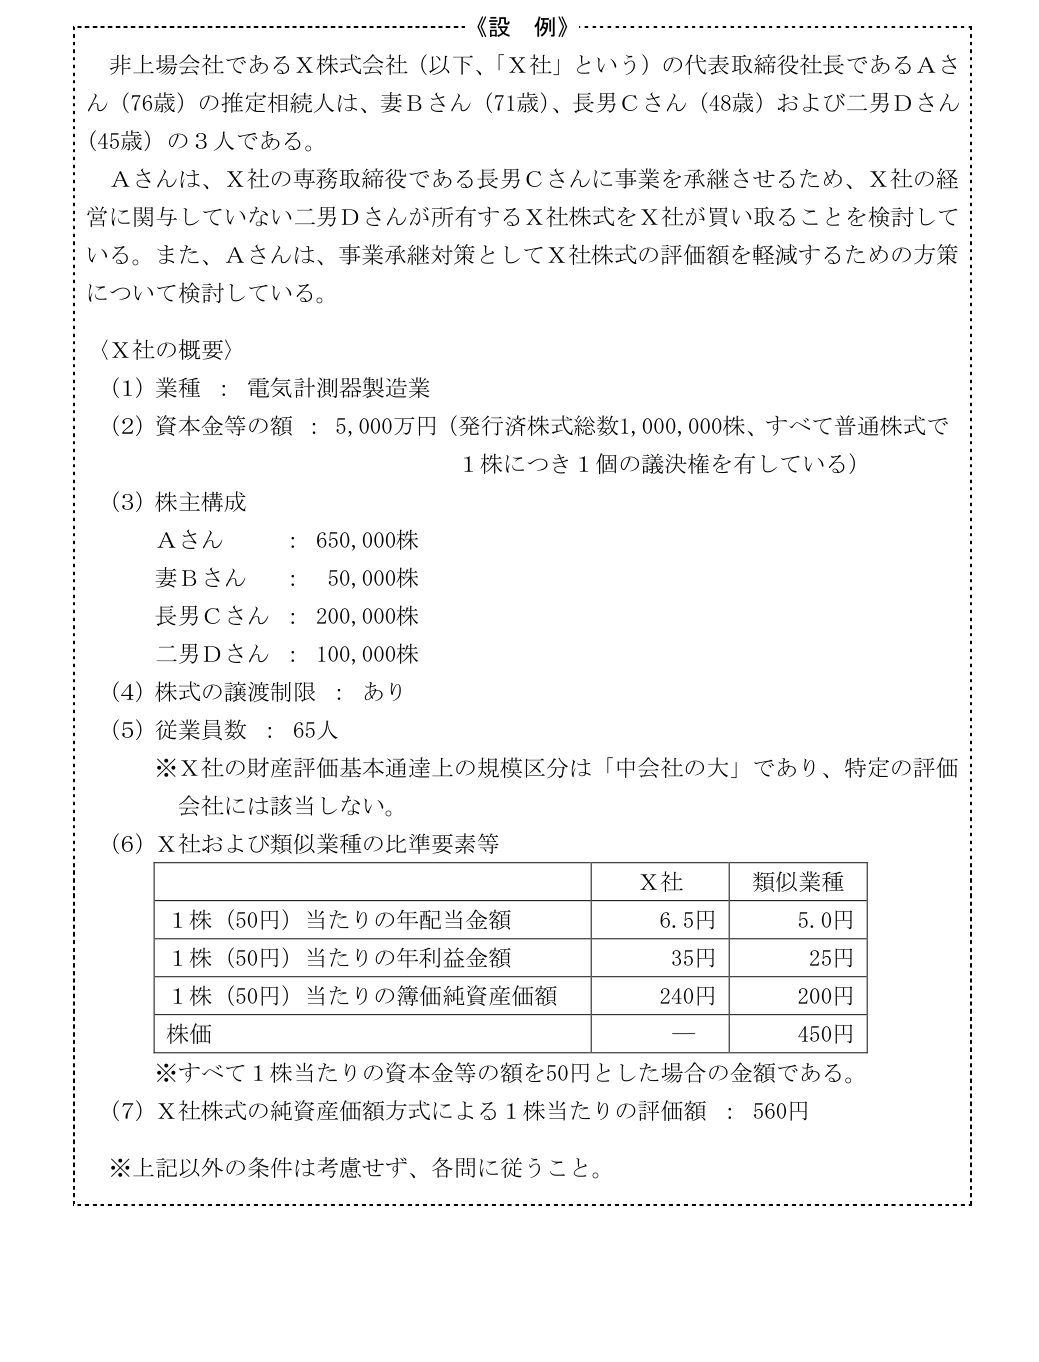 《設　例》
非上場会社であるＸ株式会社（以下、「Ｘ社」という）の代表取締役社長であるＡさ
ん（76歳）の推定相続人は、妻Ｂさん（71歳）、長男Ｃさん（48歳）および二男Ｄさん
（45歳）の３人である。
Ａさんは、Ｘ社の専務取締役である長男Ｃさんに事業を承継させるため、Ｘ社の経
営に関与していない二男Ｄさんが所有するＸ社株式をＸ社が買い取ることを検討して
いる。また、Ａさんは、事業承継対策としてＸ社株式の評価額を軽減するための方策
について検討している。
〈Ｘ社の概要〉
（1）業種 ： 電気計測器製造業
（2）資本金等の額 ： 5,000万円（発行済株式総数1,000,000株、すべて普通株式で
１株につき１個の議決権を有している）
（3）株主構成
Ａさん ： 650,000株
妻Ｂさん ： 50,000株
長男Ｃさん ： 200,000株
二男Ｄさん ： 100,000株
（4）株式の譲渡制限 ： あり
（5）従業員数 ： 65人
※Ｘ社の財産評価基本通達上の規模区分は「中会社の大」であり、特定の評価
会社には該当しない。
（6）Ｘ社および類似業種の比準要素等
Ｘ社 類似業種
１株（50円）当たりの年配当金額 6.5円 5.0円
１株（50円）当たりの年利益金額 35円 25円
１株（50円）当たりの簿価純資産価額 240円 200円
株価 ― 450円
※すべて１株当たりの資本金等の額を50円とした場合の金額である。
（7）Ｘ社株式の純資産価額方式による１株当たりの評価額 ： 560円
※上記以外の条件は考慮せず、各問に従うこと。